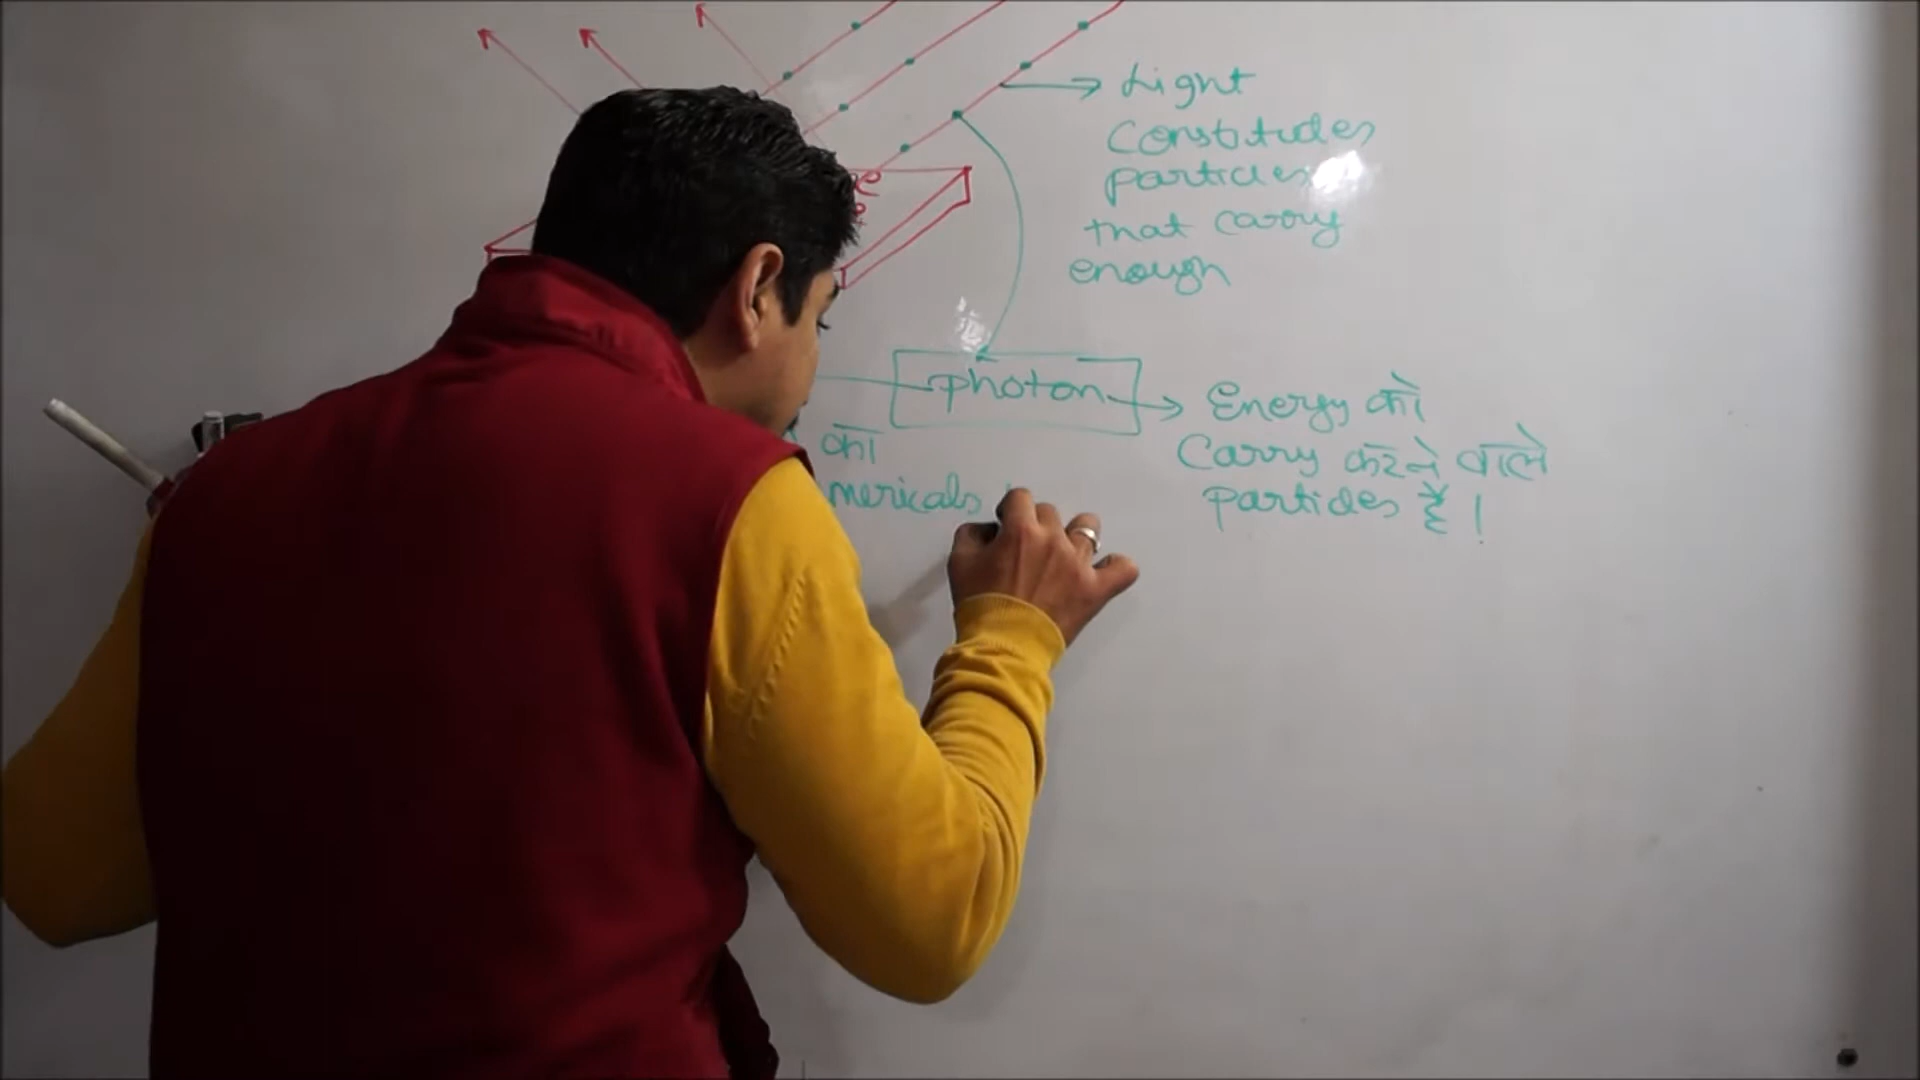 Light
Constitutes
particles
that carry
enough
photon
Energy को
का
Carry करने वाले
mericals
particles हैं ।